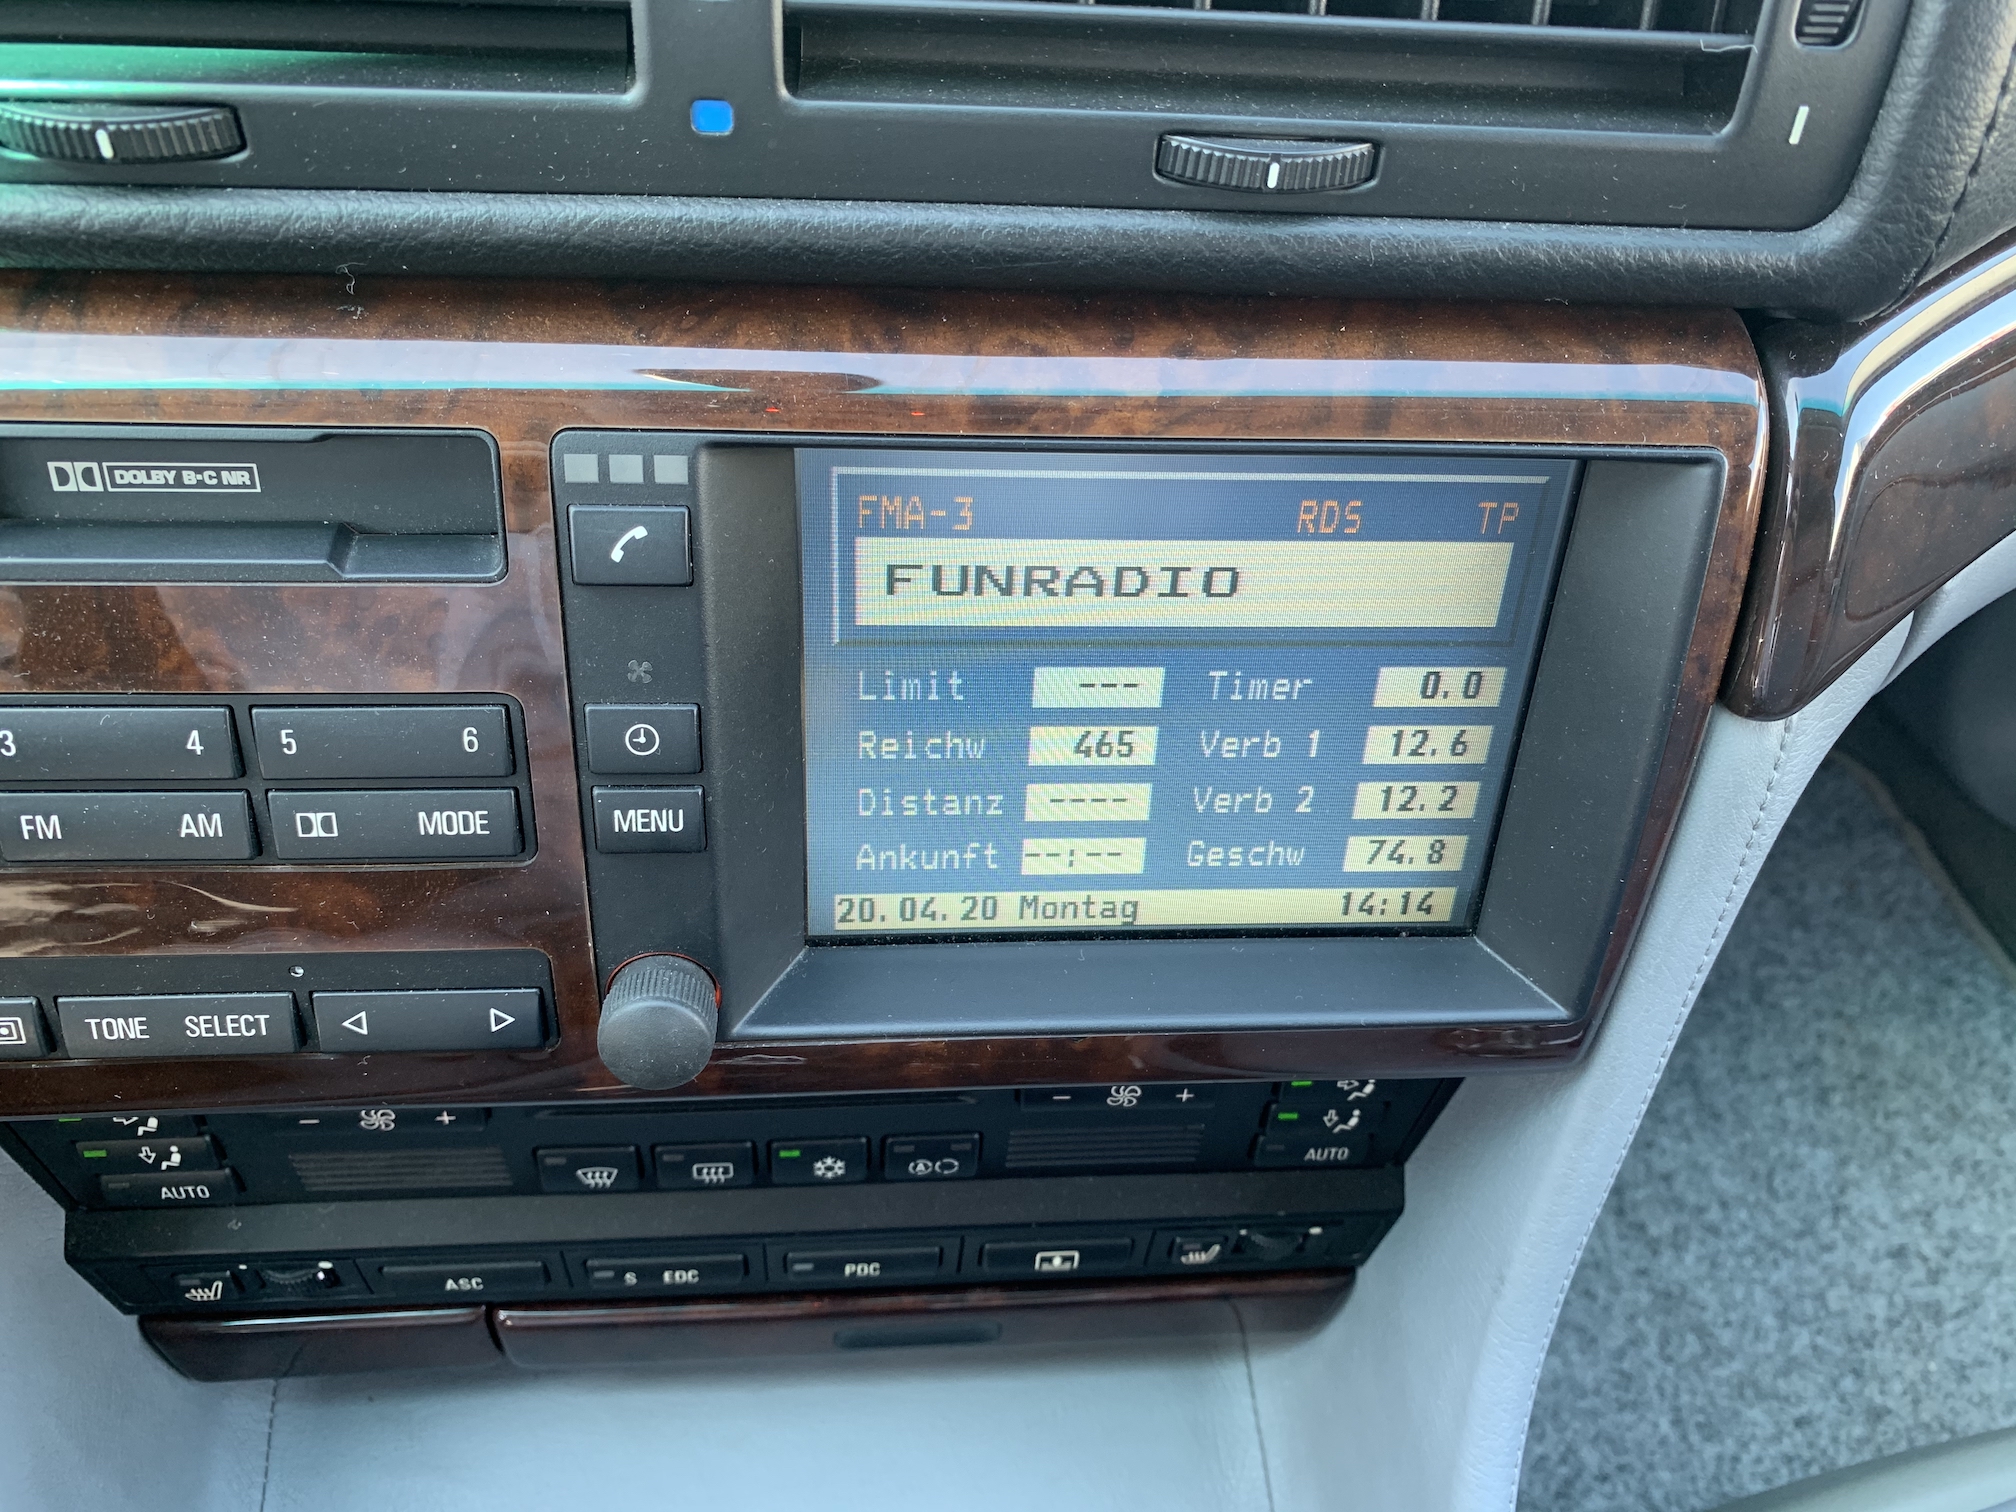 DOLBY B·C NR
FMA-3 RDS TP
FUNRADIO
Limit --- Timer 0.0
Reichw 465 Verb 1 12.6
Distanz ---- Verb 2 12.2
Ankunft --:-- Geschw 74.8
20.04.20 Montag 14:14
3 4 5 6
FM AM MODE
MENU
TONE SELECT
- + - +
AUTO A AUTO
ASC S EDC PDC